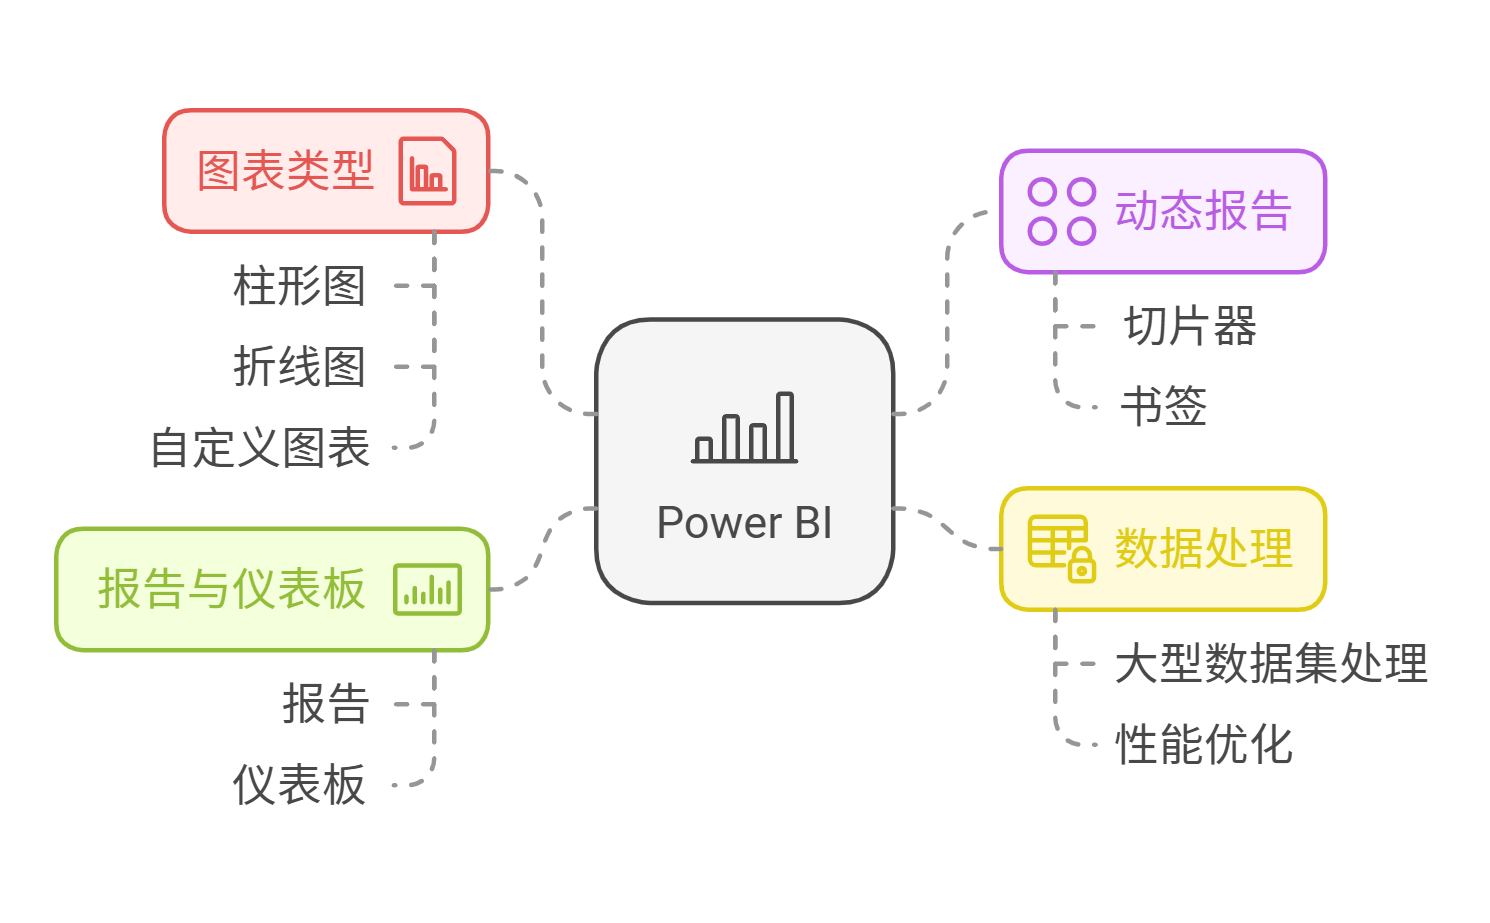 图表类型
柱形图
折线图
自定义图表
报告与仪表板
报告
仪表板
Power BI
动态报告
切片器
书签
数据处理
大型数据集处理
性能优化